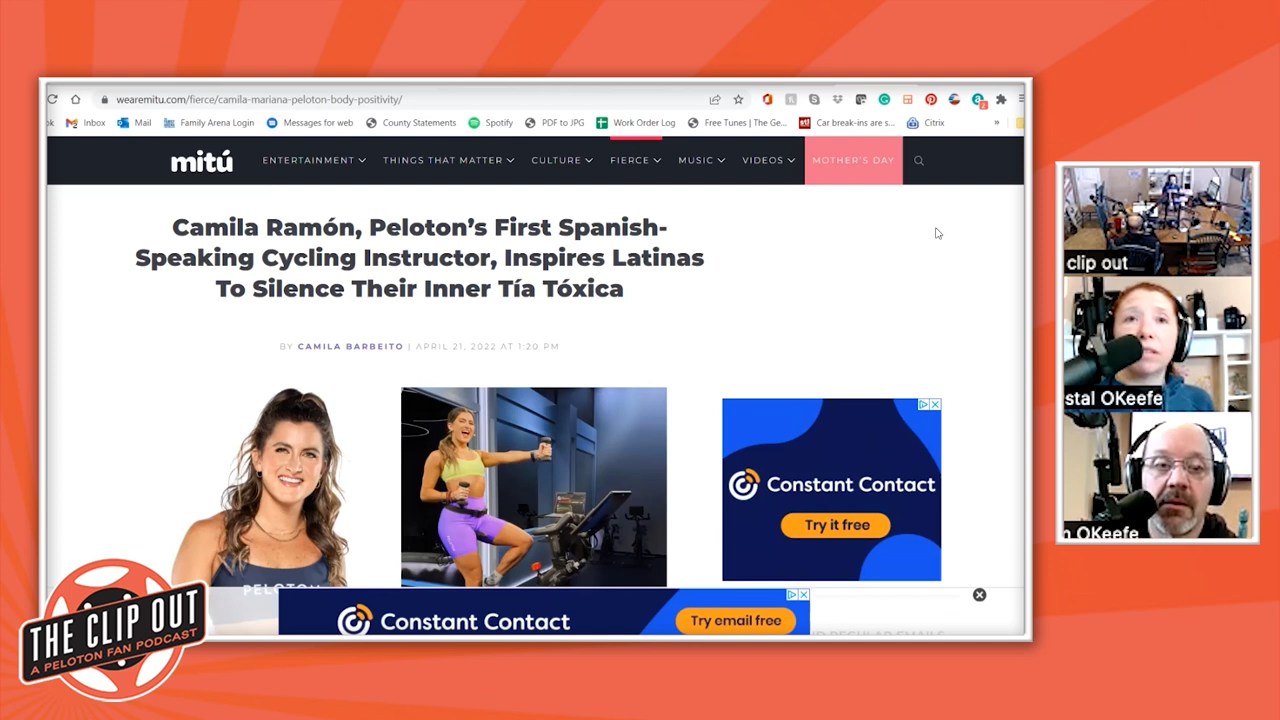 wearemitu.com/fierce/camila-mariana-peloton-body-positivity/
Inbox
Mail
Family Arena Login
Messages for web
County Statements
Spotify
PDF to JPG
Work Order Log
Free Tunes | The Ge...
Car break-ins are s...
Citrix
»
mitú
ENTERTAINMENT
THINGS THAT MATTER
CULTURE
FIERCE
MUSIC
VIDEOS
MOTHER'S DAY
Camila Ramón, Peloton's First Spanish-
Speaking Cycling Instructor, Inspires Latinas
To Silence Their Inner Tía Tóxica
BY CAMILA BARBEITO | APRIL 21, 2022 AT 1:20 PM
PELOTON
Constant Contact
Try it free
Constant Contact
Try email free
clip out
stal OKeefe
OKeefe
THE CLIP OUT
A PELOTON FAN PODCAST